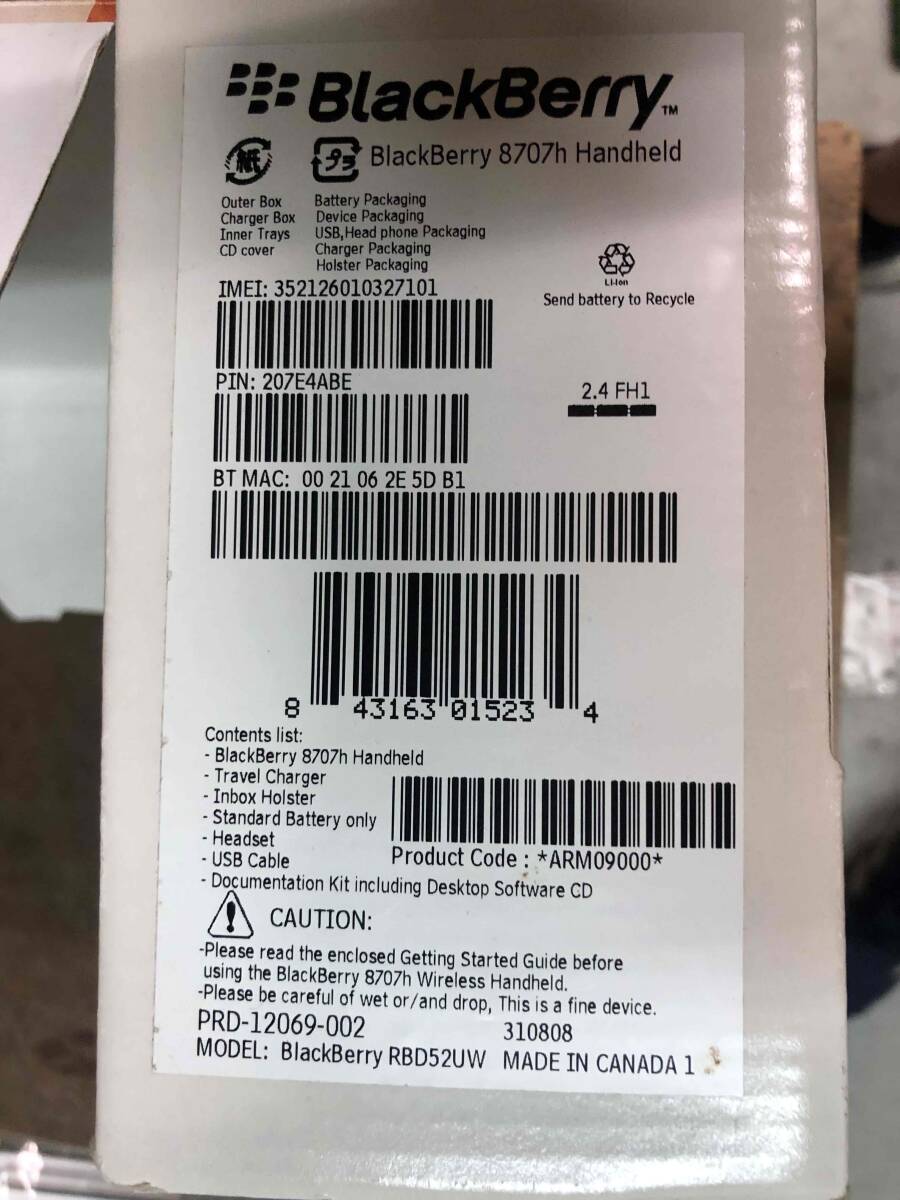 BlackBerry™
紙 プラ BlackBerry 8707h Handheld
Outer Box Battery Packaging
Charger Box Device Packaging
Inner Trays USB,Head phone Packaging
CD cover Charger Packaging
Holster Packaging
Li-Ion
Send battery to Recycle
IMEI: 352126010327101
PIN: 207E4ABE
2.4 FH1
BT MAC: 00 21 06 2E 5D B1
8 43163 01523 4
Contents list:
- BlackBerry 8707h Handheld
- Travel Charger
- Inbox Holster
- Standard Battery only
- Headset
- USB Cable
Product Code : *ARM09000*
- Documentation Kit including Desktop Software CD
! CAUTION:
-Please read the enclosed Getting Started Guide before
using the BlackBerry 8707h Wireless Handheld.
-Please be careful of wet or/and drop, This is a fine device.
PRD-12069-002 310808
MODEL: BlackBerry RBD52UW MADE IN CANADA 1